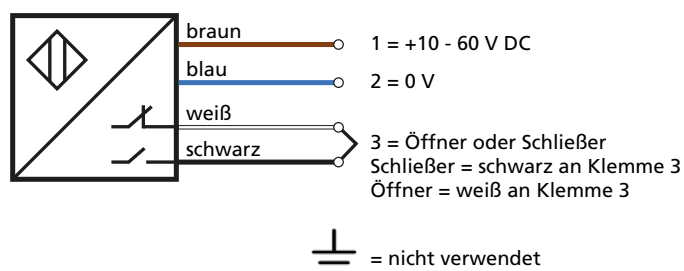 braun
1 = +10 - 60 V DC
blau
2 = 0 V
weiß
schwarz
3 = Öffner oder Schließer
Schließer = schwarz an Klemme 3
Öffner = weiß an Klemme 3
= nicht verwendet